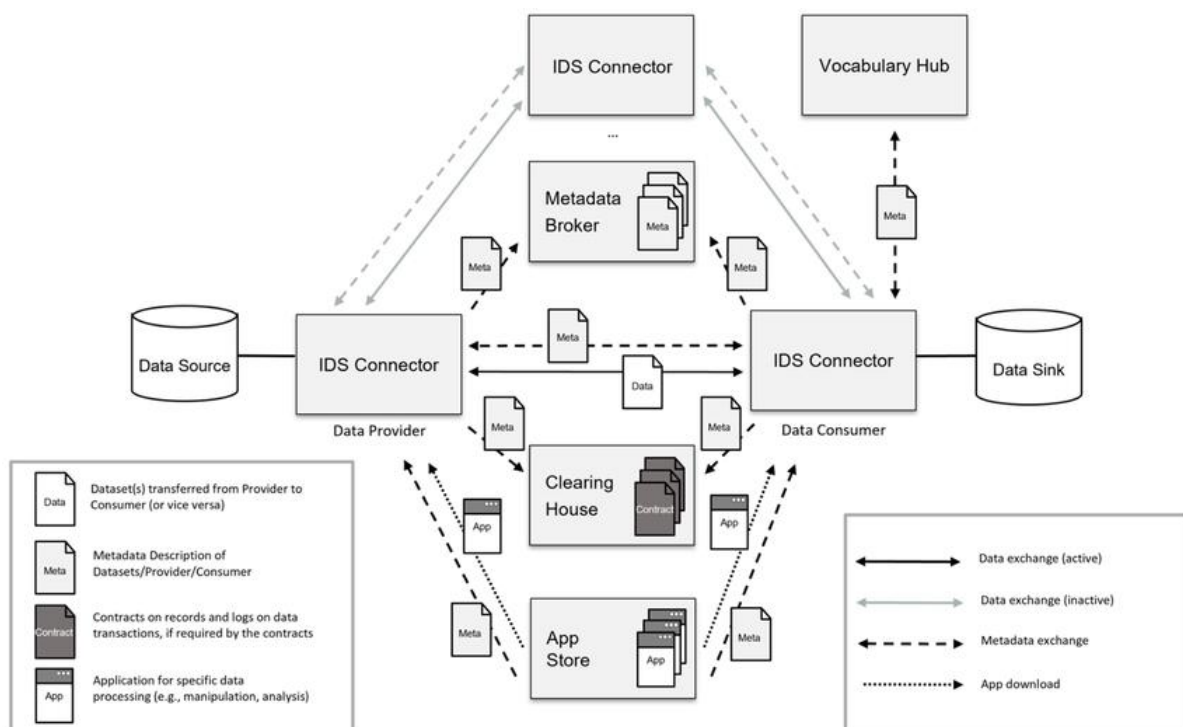 IDS Connector
Vocabulary Hub
...
Metadata
Broker
Meta
Meta
Meta
Meta
Data Source
IDS Connector
Meta
Data
IDS Connector
Data Sink
Data Provider
Data Consumer
Meta
Meta
Clearing
House
Contract
App
App
Meta
Meta
App
Store
App
Data
Dataset(s) transferred from Provider to
Consumer (or vice versa)
Meta
Metadata Description of
Datasets/Provider/Consumer
Contract
Contracts on records and logs on data
transactions, if required by the contracts
App
Application for specific data
processing (e.g., manipulation, analysis)
Data exchange (active)
Data exchange (inactive)
Metadata exchange
App download